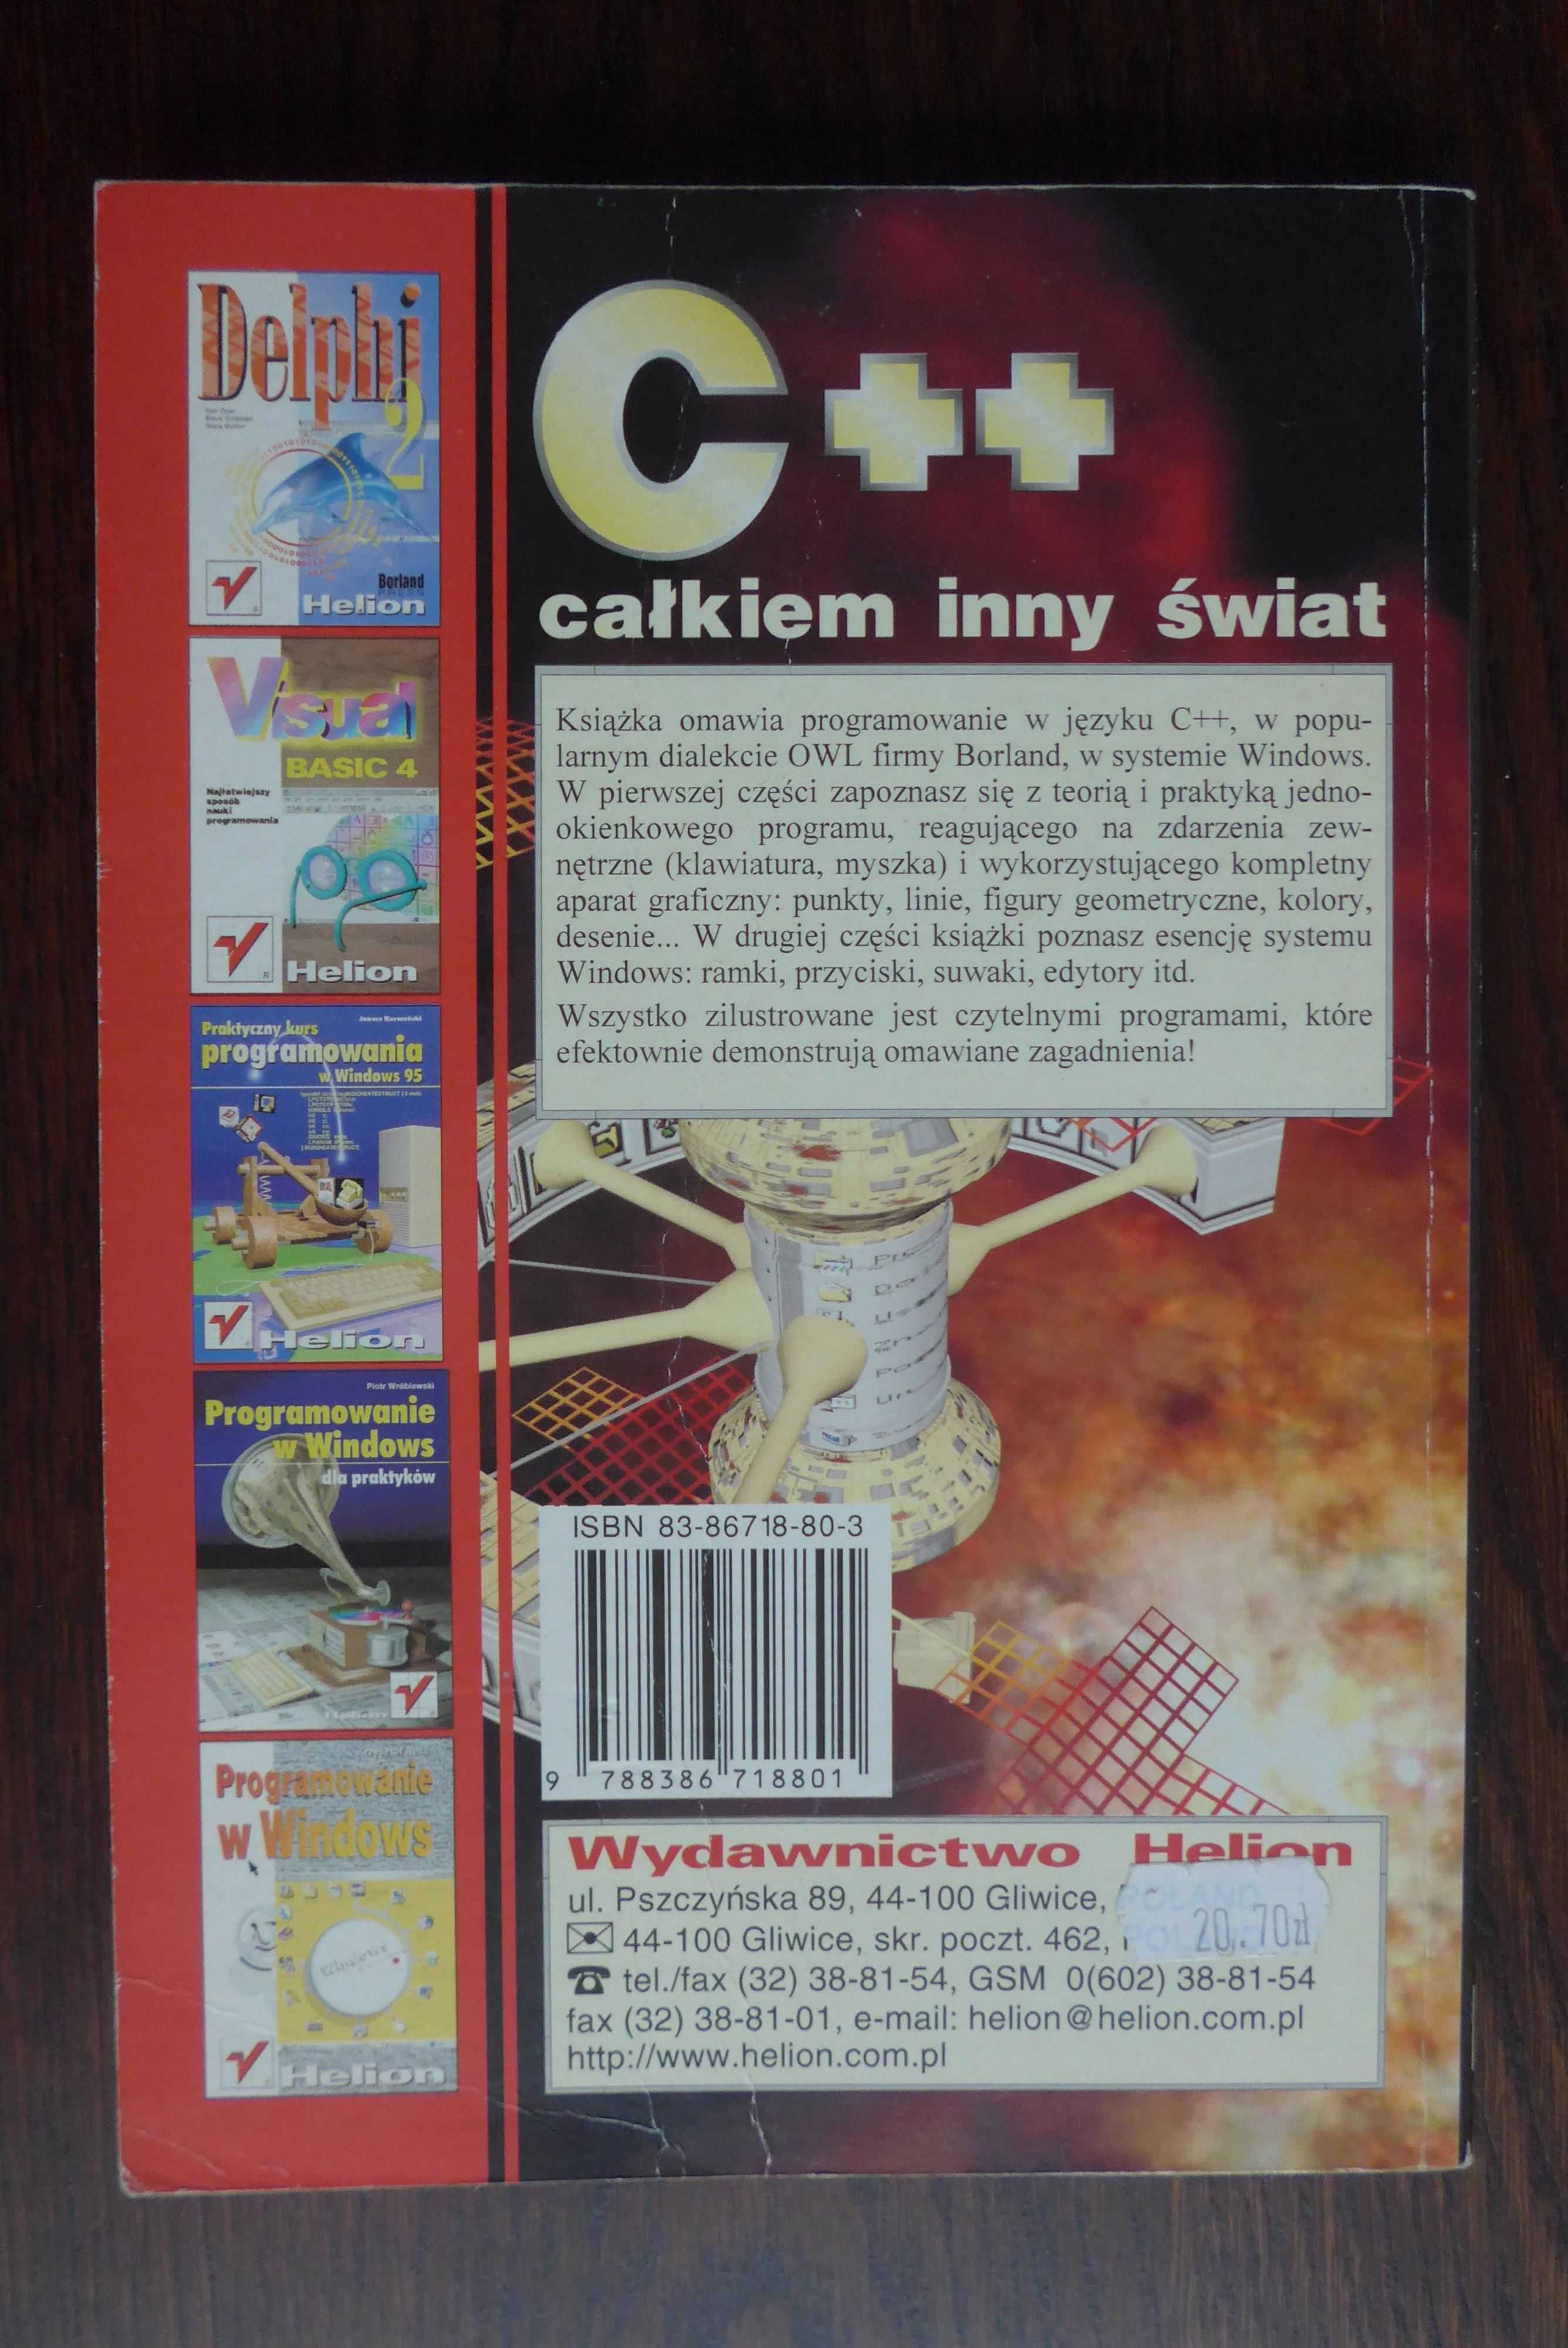 Delphi
2
Borland
PRESS
Helion
Visual
BASIC 4
Najłatwiejszy
sposób
nauki
programowania
Helion
Praktyczny kurs
programowania
w Windows 95
Helion
Piotr Wróblewski
Programowanie
w Windows
dla praktyków
Helion
Programowanie
w Windows
Windows
Helion
C++
całkiem inny świat
Książka omawia programowanie w języku C++, w popu-
larnym dialekcie OWL firmy Borland, w systemie Windows.
W pierwszej części zapoznasz się z teorią i praktyką jedno-
okienkowego programu, reagującego na zdarzenia zew-
nętrzne (klawiatura, myszka) i wykorzystującego kompletny
aparat graficzny: punkty, linie, figury geometryczne, kolory,
desenie... W drugiej części książki poznasz esencję systemu
Windows: ramki, przyciski, suwaki, edytory itd.
Wszystko zilustrowane jest czytelnymi programami, które
efektownie demonstrują omawiane zagadnienia!
ISBN 83-86718-80-3
9 788386 718801
Wydawnictwo Helion
ul. Pszczyńska 89, 44-100 Gliwice, POLAND
44-100 Gliwice, skr. poczt. 462,
20.70zł
tel./fax (32) 38-81-54, GSM 0(602) 38-81-54
fax (32) 38-81-01, e-mail: helion@helion.com.pl
http://www.helion.com.pl